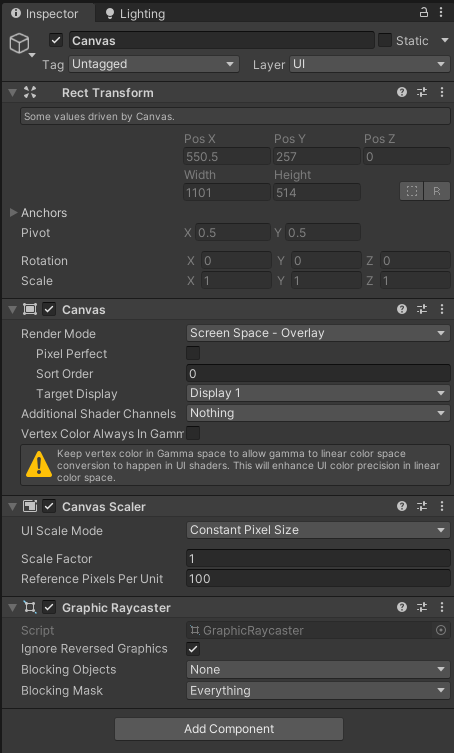 Inspector Lighting
Canvas Static
Tag Untagged Layer UI
Rect Transform
Some values driven by Canvas.
Pos X Pos Y Pos Z
550.5 257 0
Width Height
1101 514 R
Anchors
Pivot X 0.5 Y 0.5
Rotation X 0 Y 0 Z 0
Scale X 1 Y 1 Z 1
Canvas
Render Mode Screen Space - Overlay
Pixel Perfect
Sort Order 0
Target Display Display 1
Additional Shader Channels Nothing
Vertex Color Always In Gamm
Keep vertex color in Gamma space to allow gamma to linear color space
conversion to happen in UI shaders. This will enhance UI color precision in linear
color space.
Canvas Scaler
UI Scale Mode Constant Pixel Size
Scale Factor 1
Reference Pixels Per Unit 100
Graphic Raycaster
Script GraphicRaycaster
Ignore Reversed Graphics
Blocking Objects None
Blocking Mask Everything
Add Component